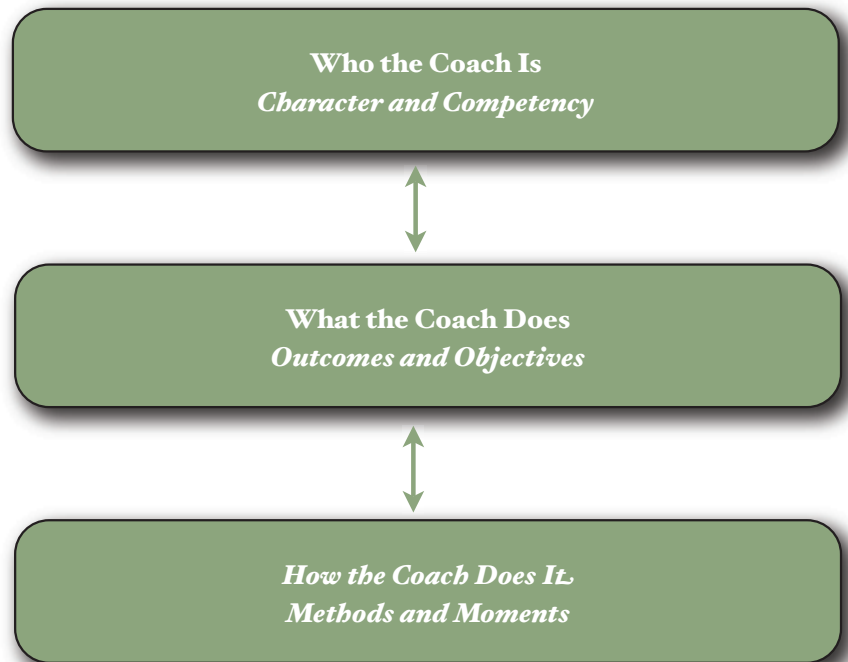 Who the Coach Is
Character and Competency
What the Coach Does
Outcomes and Objectives
How the Coach Does It
Methods and Moments